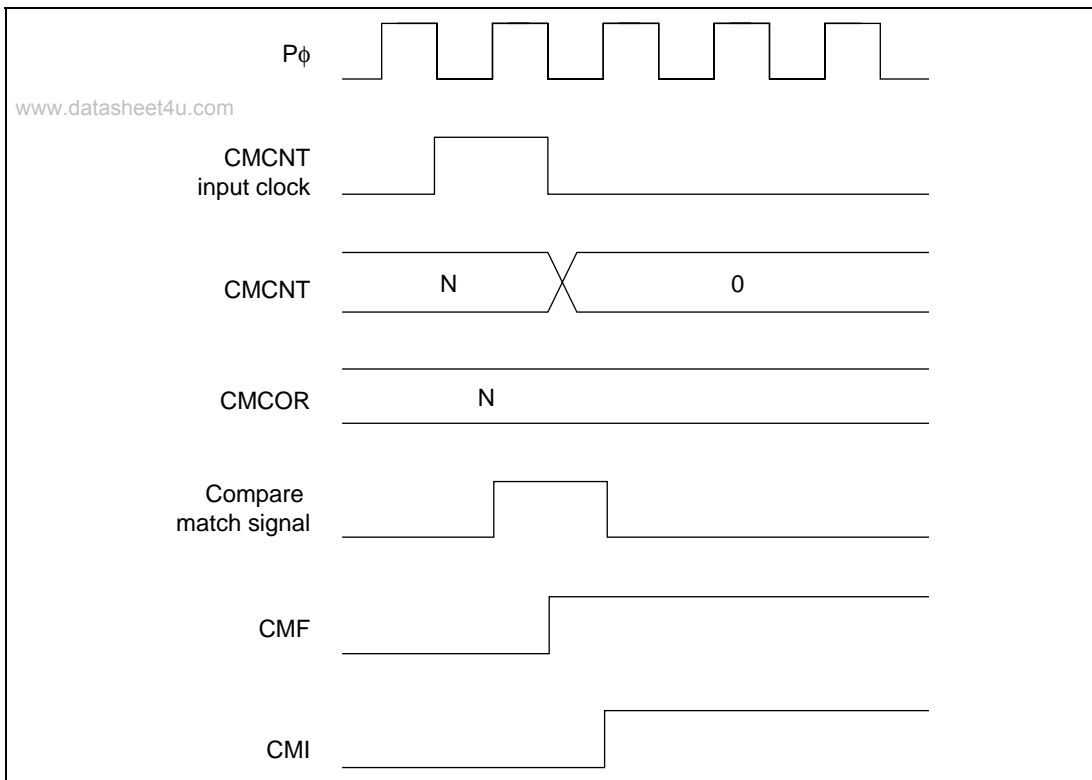 Pϕ
www.datasheet4u.com
CMCNT
input clock
CMCNT
N
0
CMCOR
N
Compare
match signal
CMF
CMI